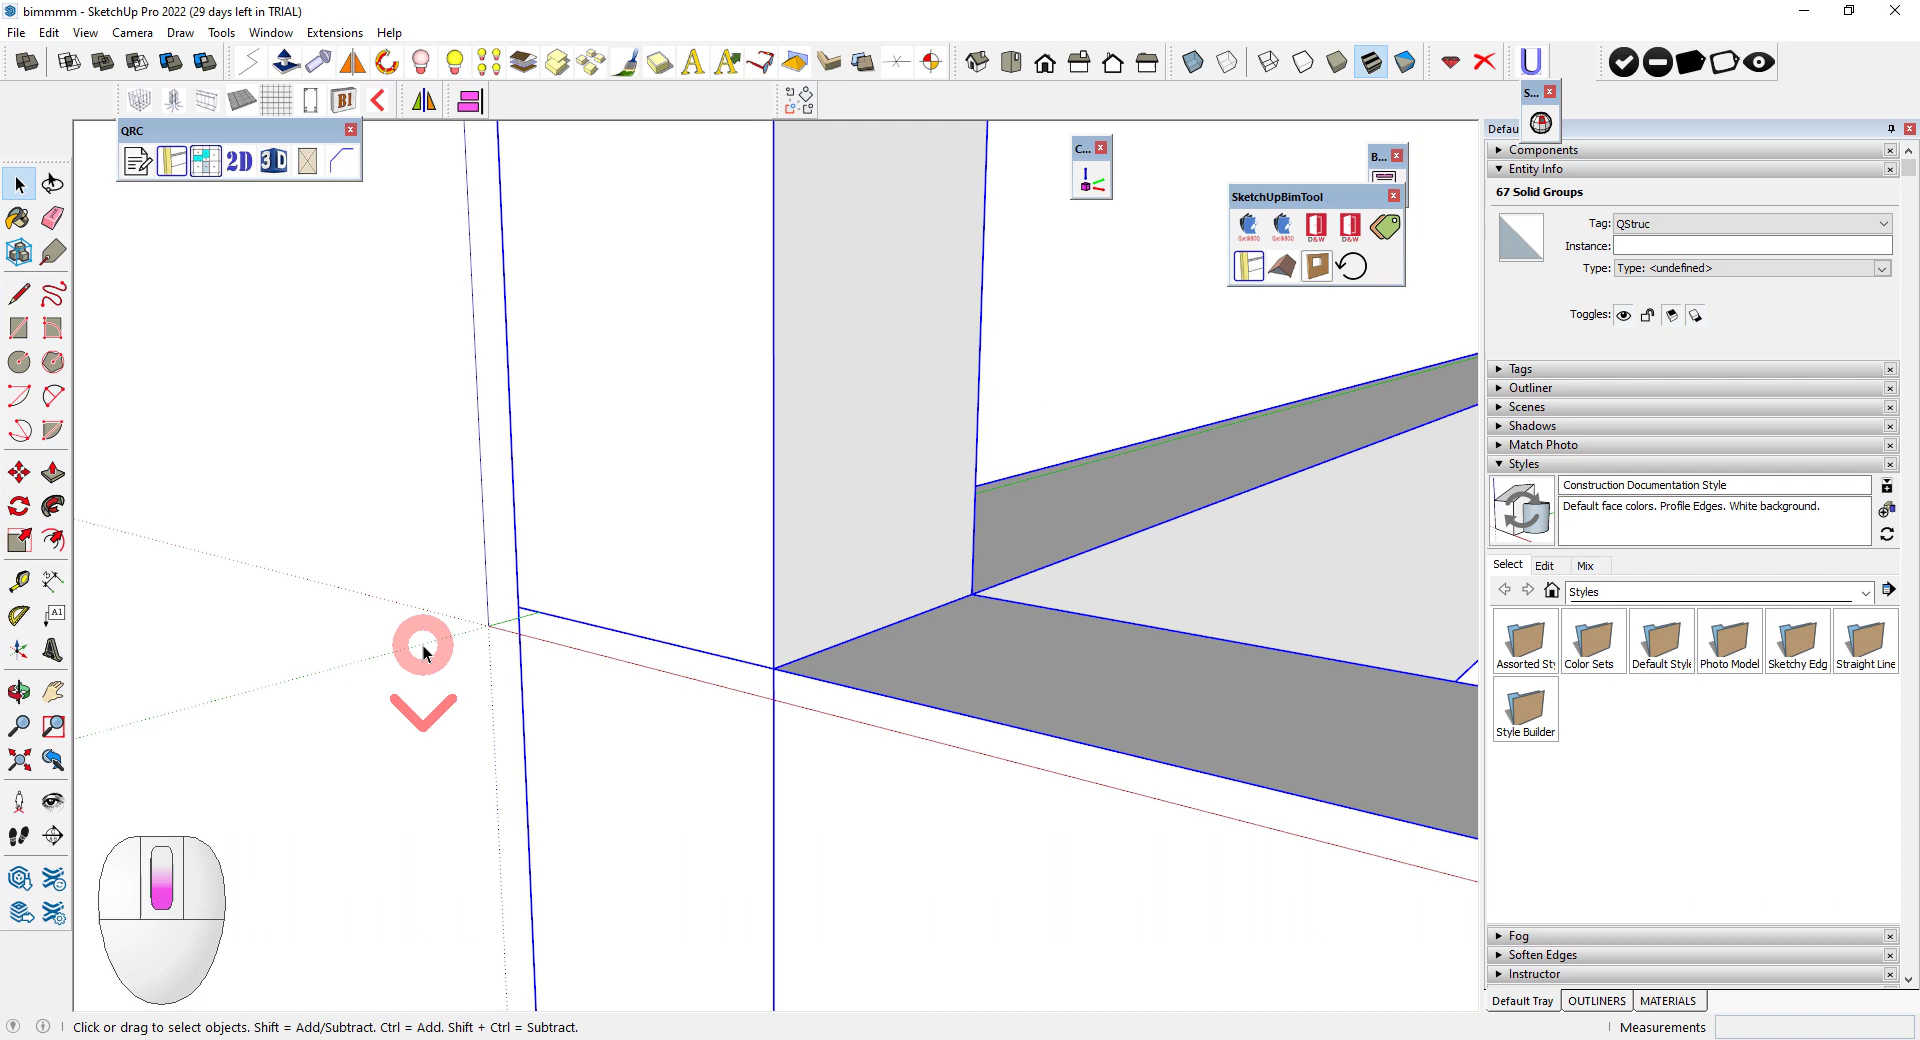 bimmmm - SketchUp Pro 2022 (29 days left in TRIAL)
File Edit View Camera Draw Tools Window Extensions Help
BI
S...
QRC
2D 3D
C...
B...
SketchUpBimTool
D&W D&W
A1
Defau
Components
Entity Info
67 Solid Groups
Tag: QStruc
Instance:
Type: Type: <undefined>
Toggles:
Tags
Outliner
Scenes
Shadows
Match Photo
Styles
Construction Documentation Style
Default face colors. Profile Edges. White background.
Select Edit Mix
Styles
Assorted Sty Color Sets Default Style Photo Model Sketchy Edg Straight Line
Style Builder
Fog
Soften Edges
Instructor
Default Tray OUTLINERS MATERIALS
Click or drag to select objects. Shift = Add/Subtract. Ctrl = Add. Shift + Ctrl = Subtract.
Measurements